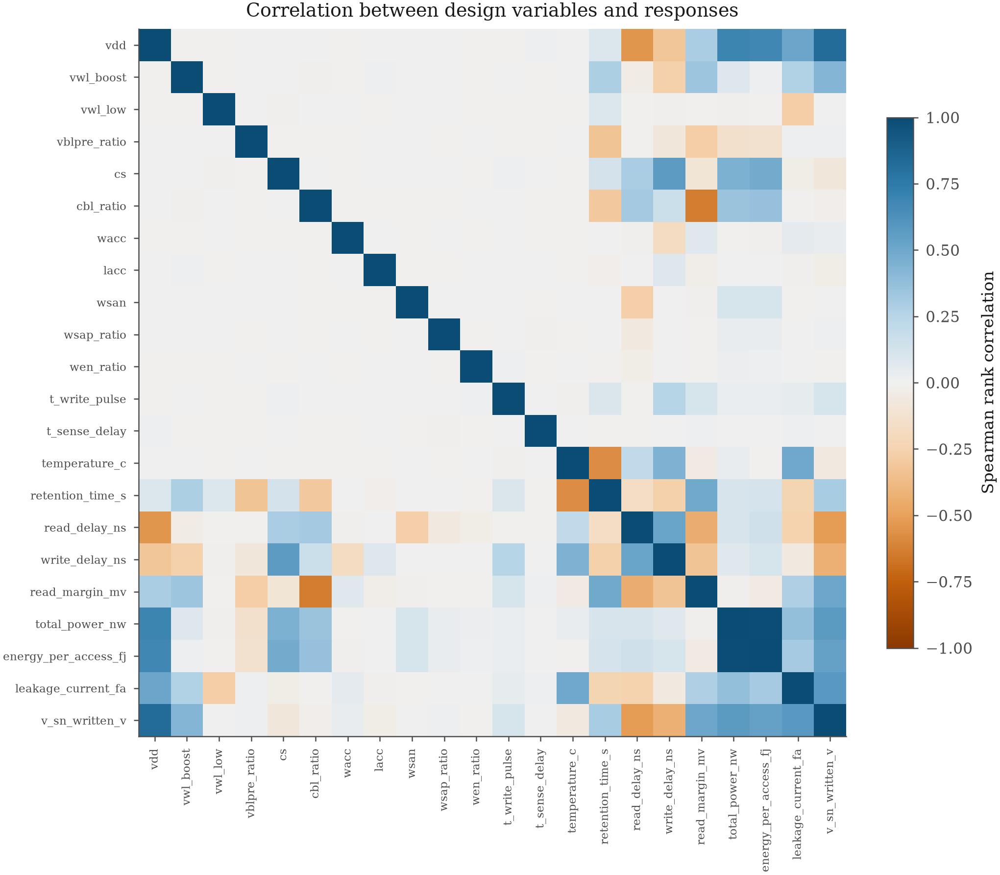 Correlation between design variables and responses
vdd
vwl_boost
vwl_low
vblpre_ratio
cs
cbl_ratio
wacc
lacc
wsan
wsap_ratio
wen_ratio
t_write_pulse
t_sense_delay
temperature_c
retention_time_s
read_delay_ns
write_delay_ns
read_margin_mv
total_power_nw
energy_per_access_fj
leakage_current_fa
v_sn_written_v
vdd
vwl_boost
vwl_low
vblpre_ratio
cs
cbl_ratio
wacc
lacc
wsan
wsap_ratio
wen_ratio
t_write_pulse
t_sense_delay
temperature_c
retention_time_s
read_delay_ns
write_delay_ns
read_margin_mv
total_power_nw
energy_per_access_fj
leakage_current_fa
v_sn_written_v
1.00
0.75
0.50
0.25
0.00
−0.25
−0.50
−0.75
−1.00
Spearman rank correlation